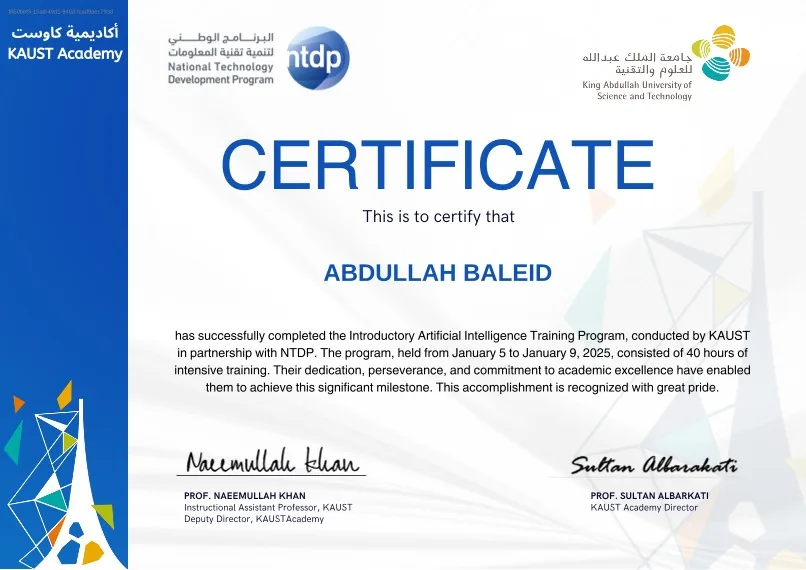 أكاديمية كاوست
KAUST Academy
البرنــامـج الوطـــني
لتنمية تقنية المعلومات
National Technology
Development Program
ntdp
جامعة الملك عبدالله
للعلوم والتقنية
King Abdullah University of
Science and Technology
CERTIFICATE
This is to certify that
ABDULLAH BALEID
has successfully completed the Introductory Artificial Intelligence Training Program, conducted by KAUST
in partnership with NTDP. The program, held from January 5 to January 9, 2025, consisted of 40 hours of
intensive training. Their dedication, perseverance, and commitment to academic excellence have enabled
them to achieve this significant milestone. This accomplishment is recognized with great pride.
Naeemullah Khan
Sultan Albarakati
PROF. NAEEMULLAH KHAN
Instructional Assistant Professor, KAUST
Deputy Director, KAUSTAcademy
PROF. SULTAN ALBARKATI
KAUST Academy Director